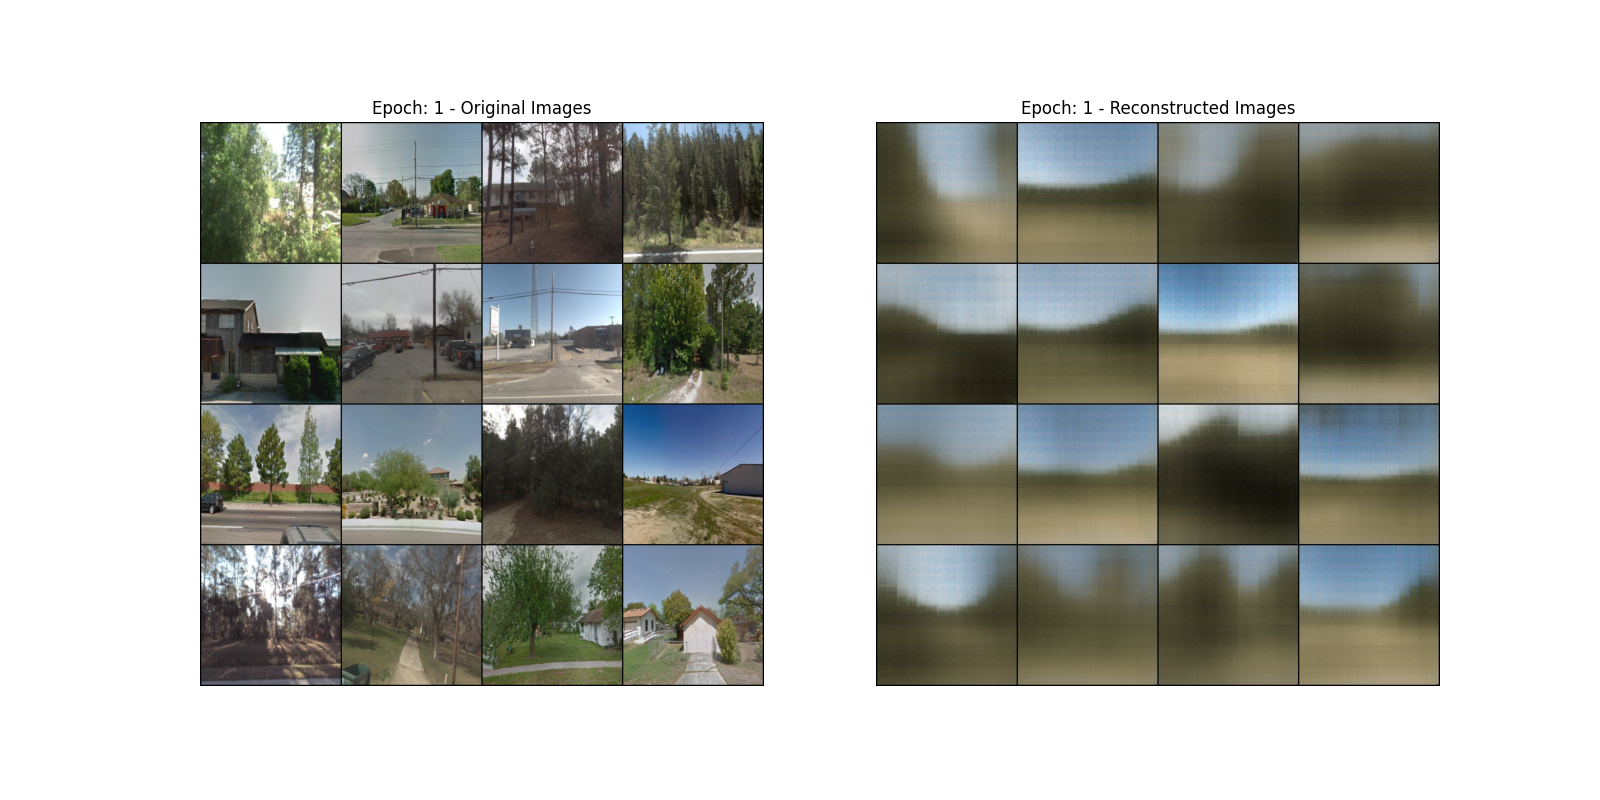 Epoch: 1 - Original Images
Epoch: 1 - Reconstructed Images